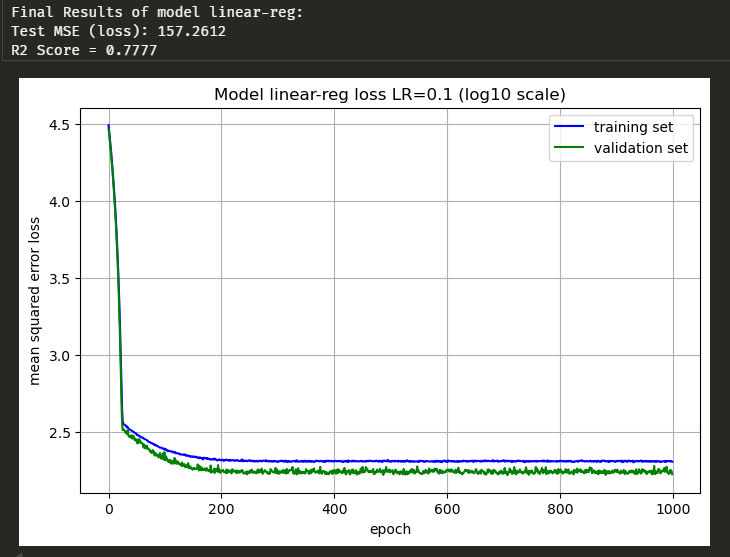 Final Results of model linear-reg:
Test MSE (loss): 157.2612
R2 Score = 0.7777
Model linear-reg loss LR=0.1 (log10 scale)
training set
validation set
mean squared error loss
4.5
4.0
3.5
3.0
2.5
0 200 400 600 800 1000
epoch